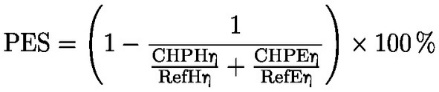 PES = (1 − 1 / (CHPHη/RefHη + CHPEη/RefEη)) × 100 %